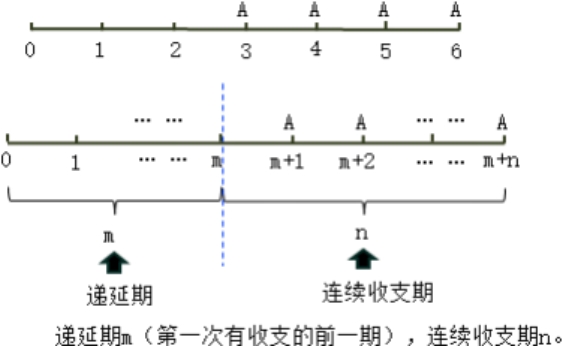 A A A A
0 1 2 3 4 5 6
… … A A … … A
0 1 … … m m+1 m+2 … … m+n
m n
递延期 连续收支期
递延期m（第一次有收支的前一期），连续收支期n。